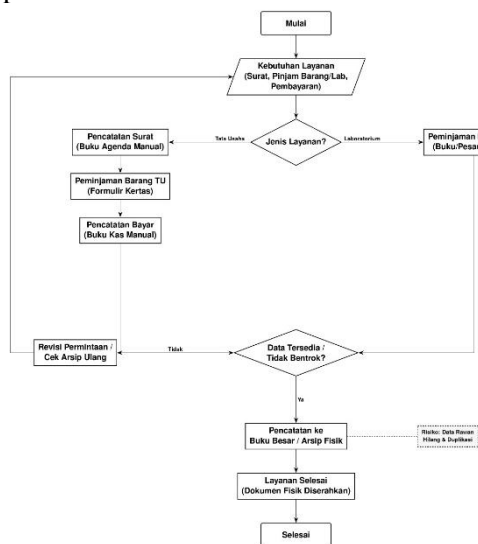 Mulai
Kebutuhan Layanan
(Surat, Pinjam Barang/Lab,
Pembayaran)
Jenis Layanan?
Tata Usaha
Laboratorium
Pencatatan Surat
(Buku Agenda Manual)
Peminjaman
(Buku/Pesan
Peminjaman Barang TU
(Formulir Kertas)
Pencatatan Bayar
(Buku Kas Manual)
Revisi Permintaan /
Cek Arsip Ulang
Tidak
Data Tersedia /
Tidak Bentrok?
Ya
Pencatatan ke
Buku Besar / Arsip Fisik
Risiko: Data Rawan
Hilang & Duplikasi
Layanan Selesai
(Dokumen Fisik Diserahkan)
Selesai